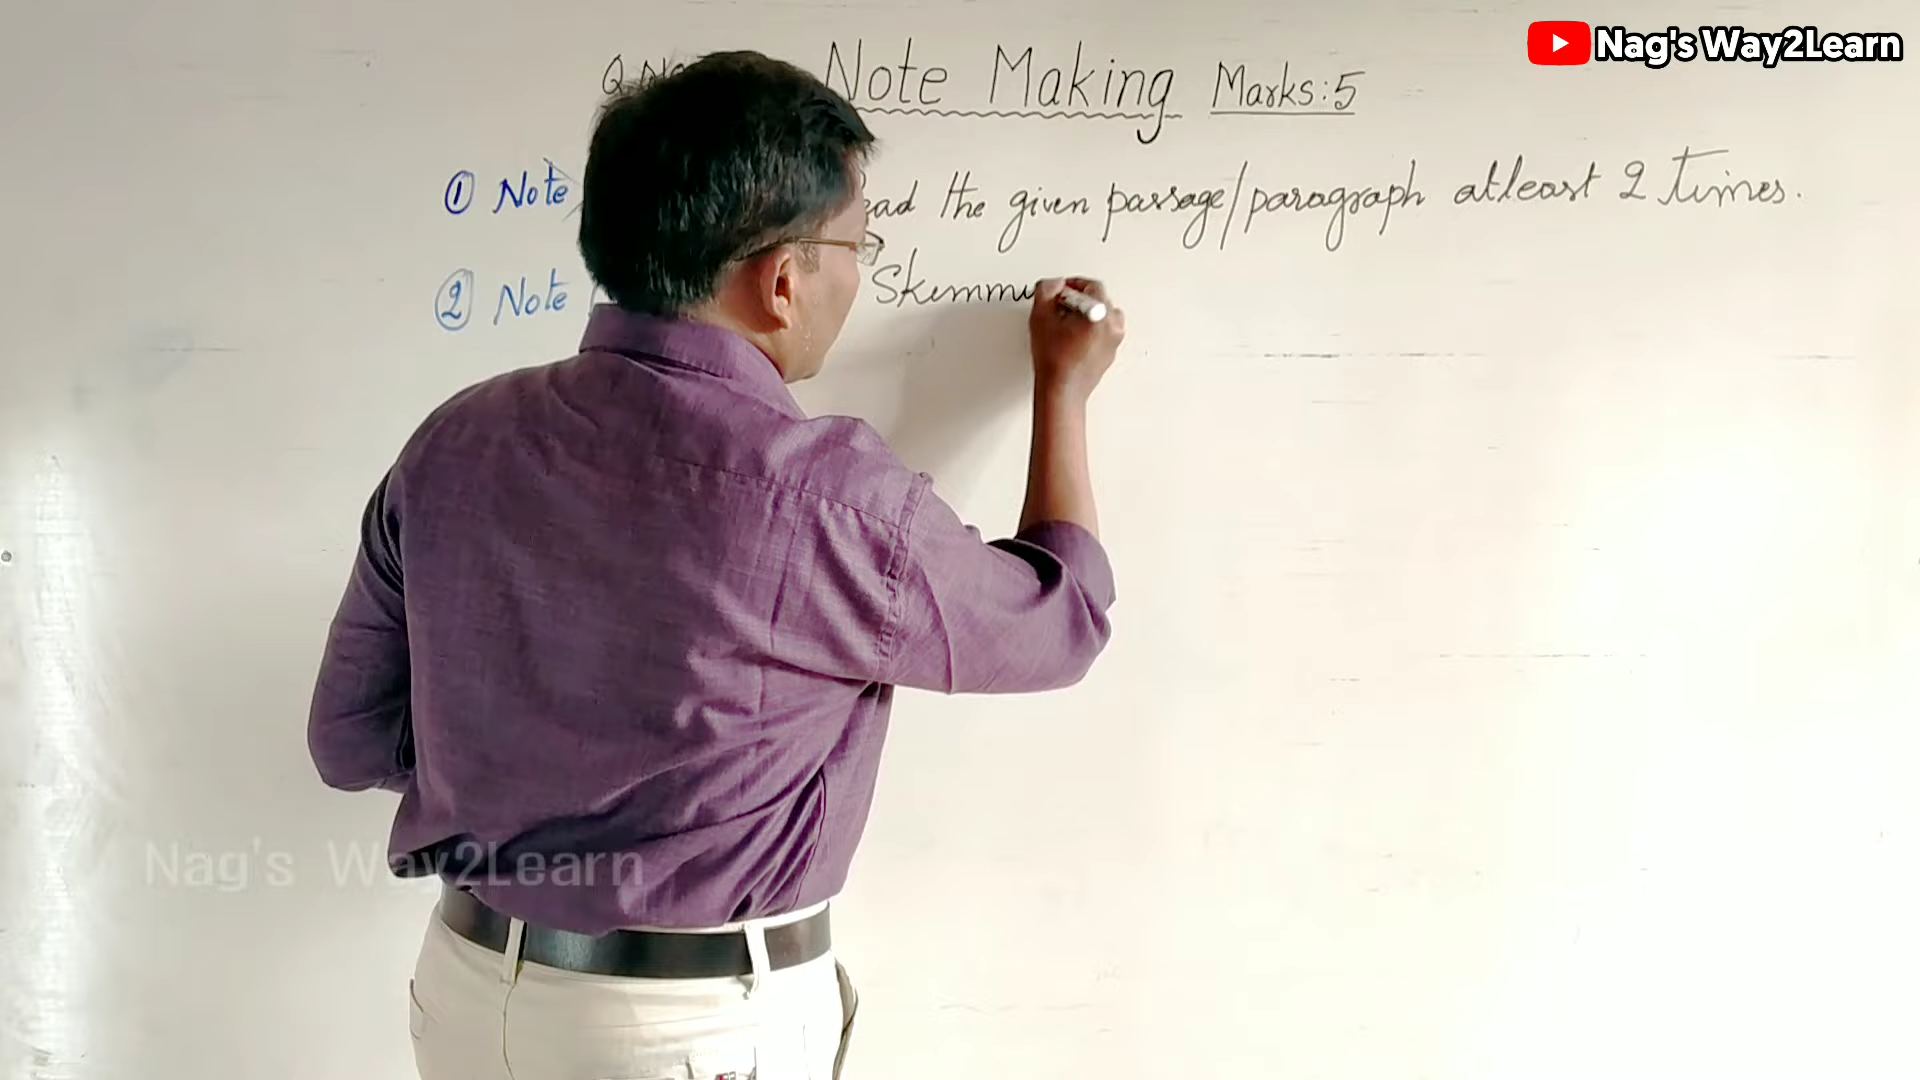 Nag's Way2Learn
Q.No Note Making Marks:5
① Note ead the given passage/paragraph atleast 2 times.
② Note Skimmi
Nag's Way2Learn